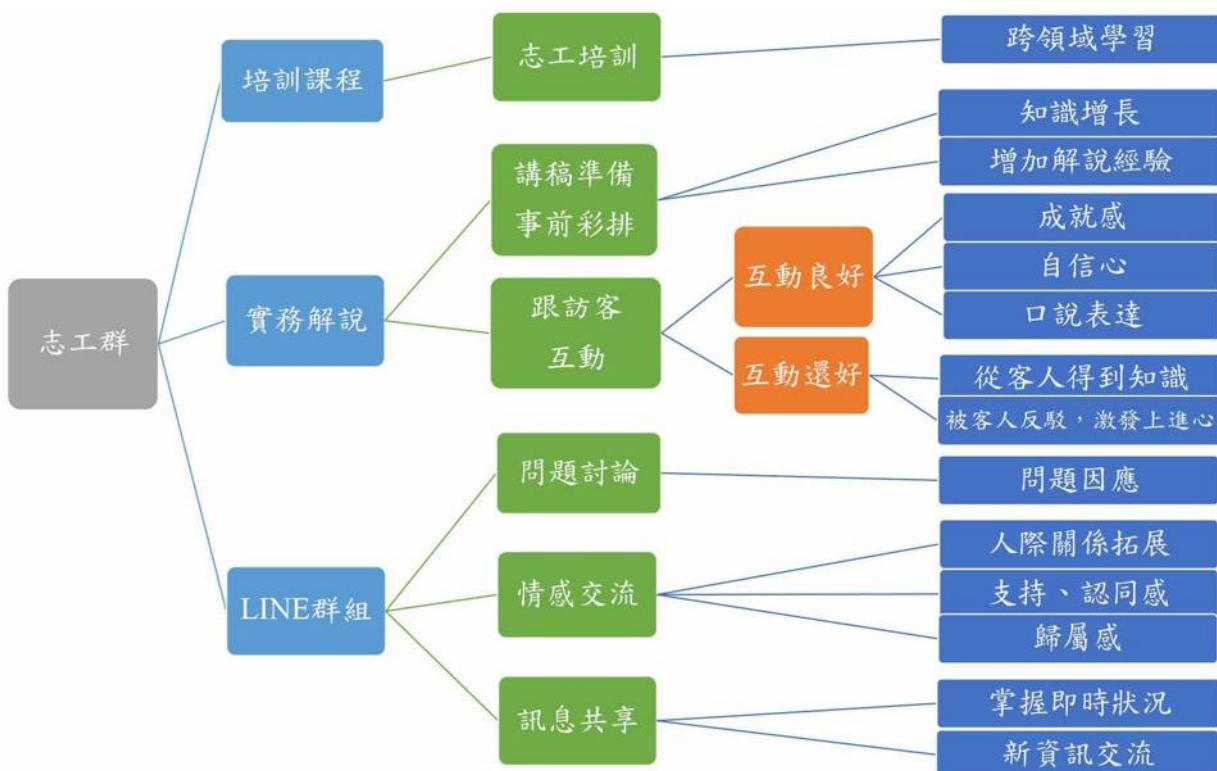 志工群
培訓課程
志工培訓
跨領域學習
實務解說
講稿準備
事前彩排
知識增長
增加解說經驗
跟訪客
互動
互動良好
成就感
自信心
口說表達
互動還好
從客人得到知識
被客人反駁，激發上進心
LINE群組
問題討論
問題因應
情感交流
人際關係拓展
支持、認同感
歸屬感
訊息共享
掌握即時狀況
新資訊交流